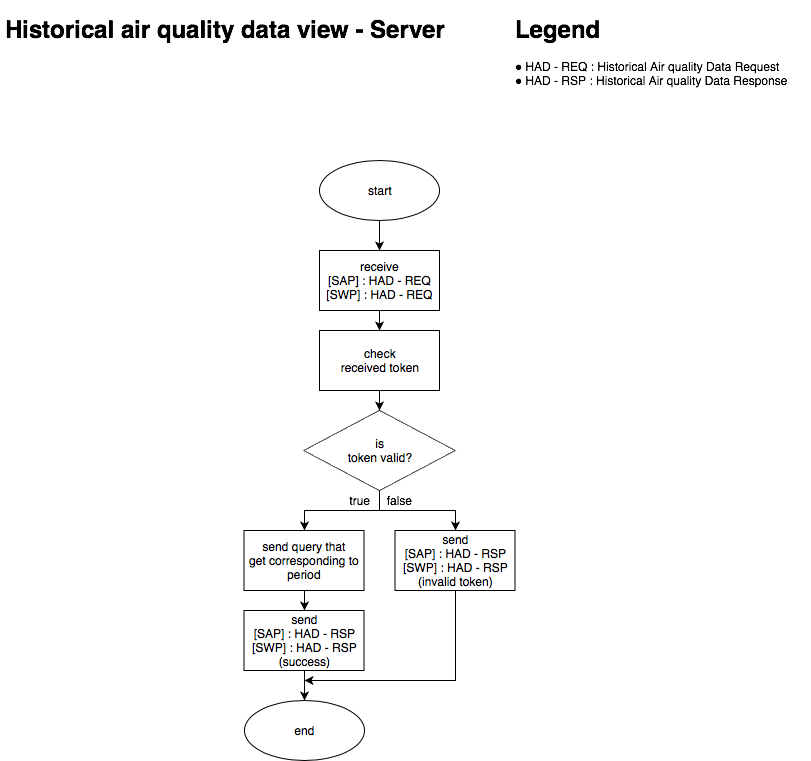 Historical air quality data view - Server
Legend
● HAD - REQ : Historical Air quality Data Request
● HAD - RSP : Historical Air quality Data Response
start
receive
[SAP] : HAD - REQ
[SWP] : HAD - REQ
check
received token
is
token valid?
true
false
send query that
get corresponding to
period
send
[SAP] : HAD - RSP
[SWP] : HAD - RSP
(invalid token)
send
[SAP] : HAD - RSP
[SWP] : HAD - RSP
(success)
end